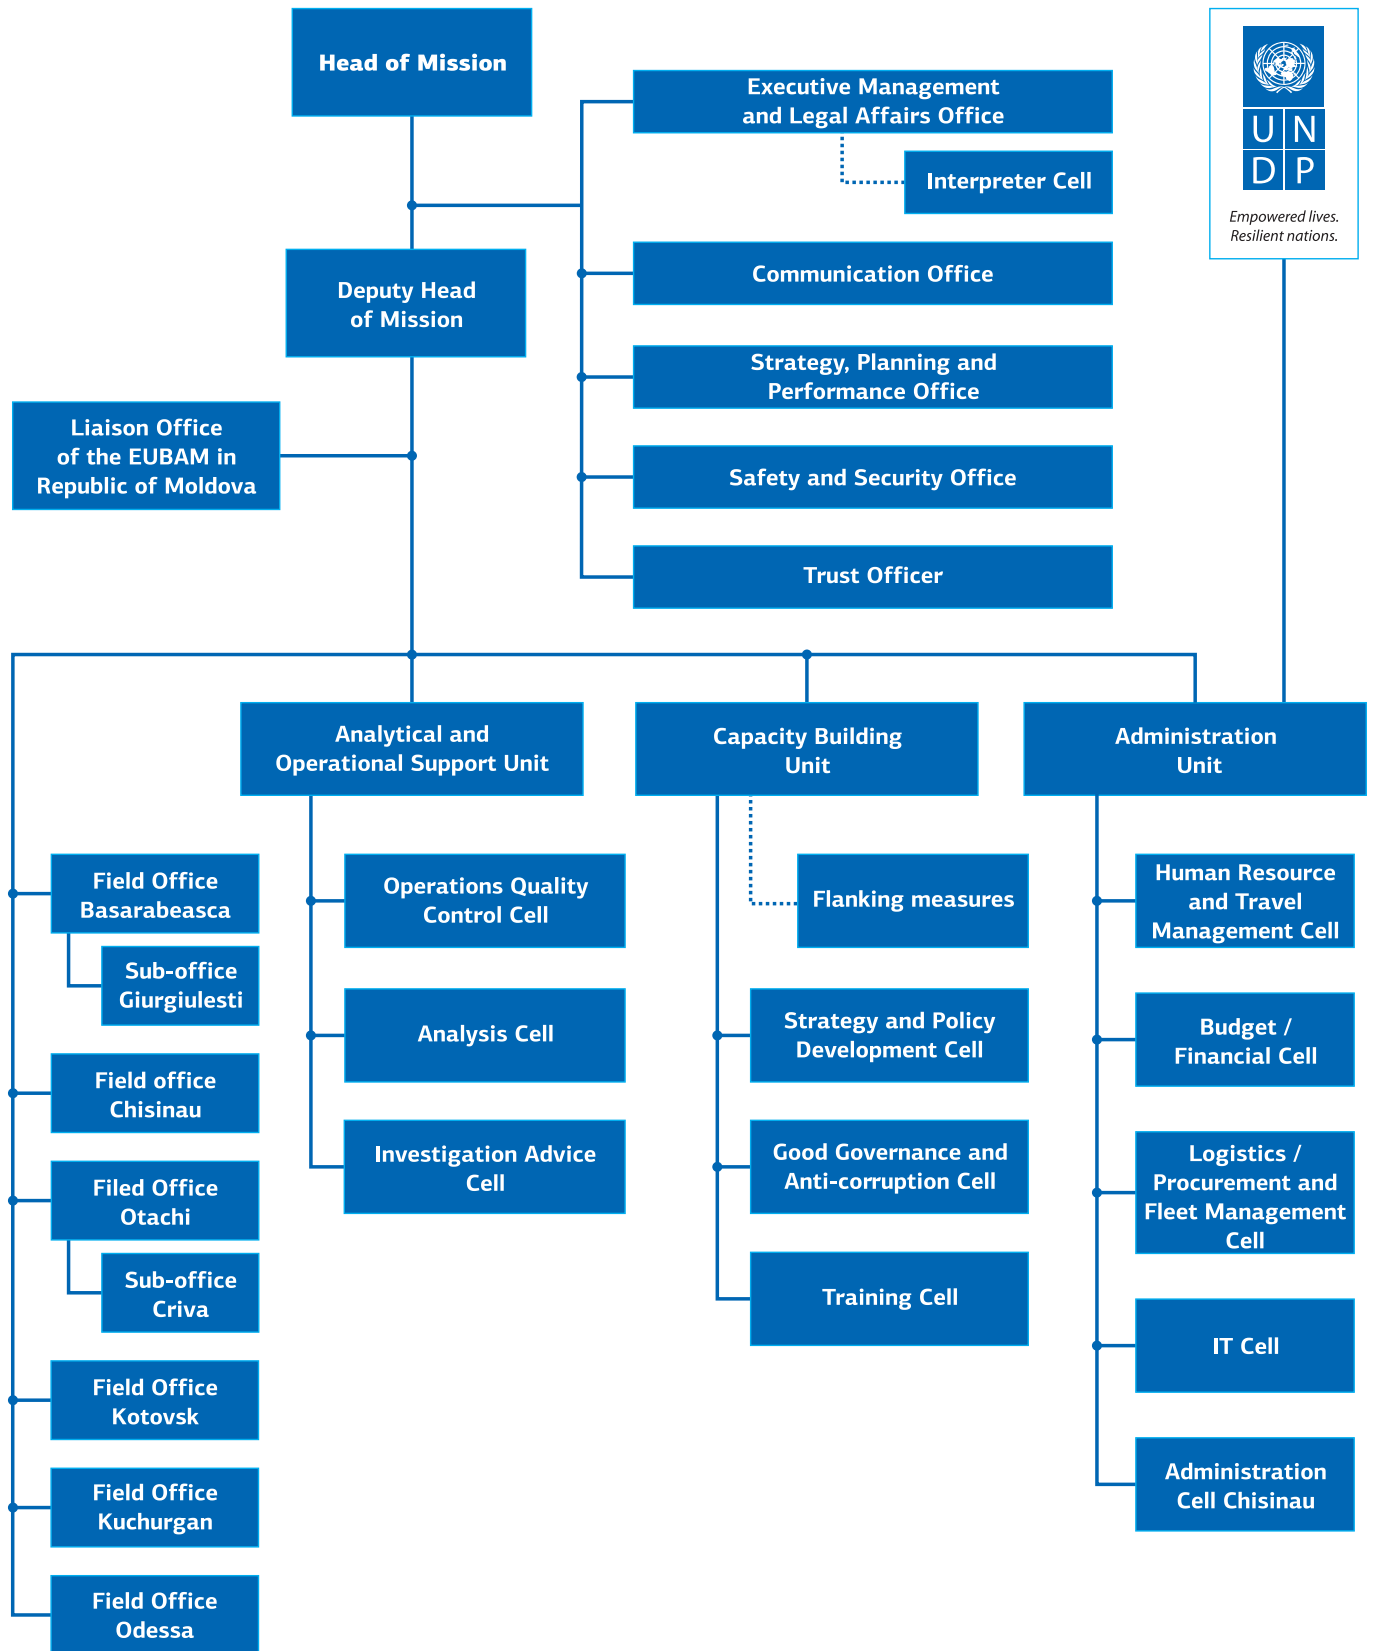 Head of Mission
Executive Management
and Legal Affairs Office
Interpreter Cell
U N
D P
Empowered lives.
Resilient nations.
Communication Office
Deputy Head
of Mission
Strategy, Planning and
Performance Office
Liaison Office
of the EUBAM in
Republic of Moldova
Safety and Security Office
Trust Officer
Analytical and
Operational Support Unit
Capacity Building
Unit
Administration
Unit
Field Office
Basarabeasca
Sub-office
Giurgiulesti
Field office
Chisinau
Filed Office
Otachi
Sub-office
Criva
Field Office
Kotovsk
Field Office
Kuchurgan
Field Office
Odessa
Operations Quality
Control Cell
Analysis Cell
Investigation Advice
Cell
Flanking measures
Strategy and Policy
Development Cell
Good Governance and
Anti-corruption Cell
Training Cell
Human Resource
and Travel
Management Cell
Budget /
Financial Cell
Logistics /
Procurement and
Fleet Management
Cell
IT Cell
Administration
Cell Chisinau